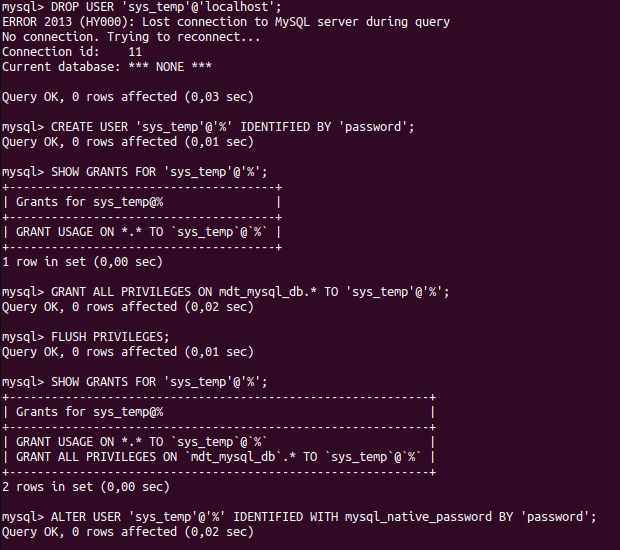 mysql> DROP USER 'sys_temp'@'localhost';
ERROR 2013 (HY000): Lost connection to MySQL server during query
No connection. Trying to reconnect...
Connection id:    11
Current database: *** NONE ***

Query OK, 0 rows affected (0,03 sec)

mysql> CREATE USER 'sys_temp'@'%' IDENTIFIED BY 'password';
Query OK, 0 rows affected (0,01 sec)

mysql> SHOW GRANTS FOR 'sys_temp'@'%';
+--------------------------------------+
| Grants for sys_temp@%                |
+--------------------------------------+
| GRANT USAGE ON *.* TO `sys_temp`@`%` |
+--------------------------------------+
1 row in set (0,00 sec)

mysql> GRANT ALL PRIVILEGES ON mdt_mysql_db.* TO 'sys_temp'@'%';
Query OK, 0 rows affected (0,02 sec)

mysql> FLUSH PRIVILEGES;
Query OK, 0 rows affected (0,01 sec)

mysql> SHOW GRANTS FOR 'sys_temp'@'%';
+------------------------------------------------------------+
| Grants for sys_temp@%                                      |
+------------------------------------------------------------+
| GRANT USAGE ON *.* TO `sys_temp`@`%`                       |
| GRANT ALL PRIVILEGES ON `mdt_mysql_db`.* TO `sys_temp`@`%` |
+------------------------------------------------------------+
2 rows in set (0,00 sec)

mysql> ALTER USER 'sys_temp'@'%' IDENTIFIED WITH mysql_native_password BY 'password';
Query OK, 0 rows affected (0,02 sec)